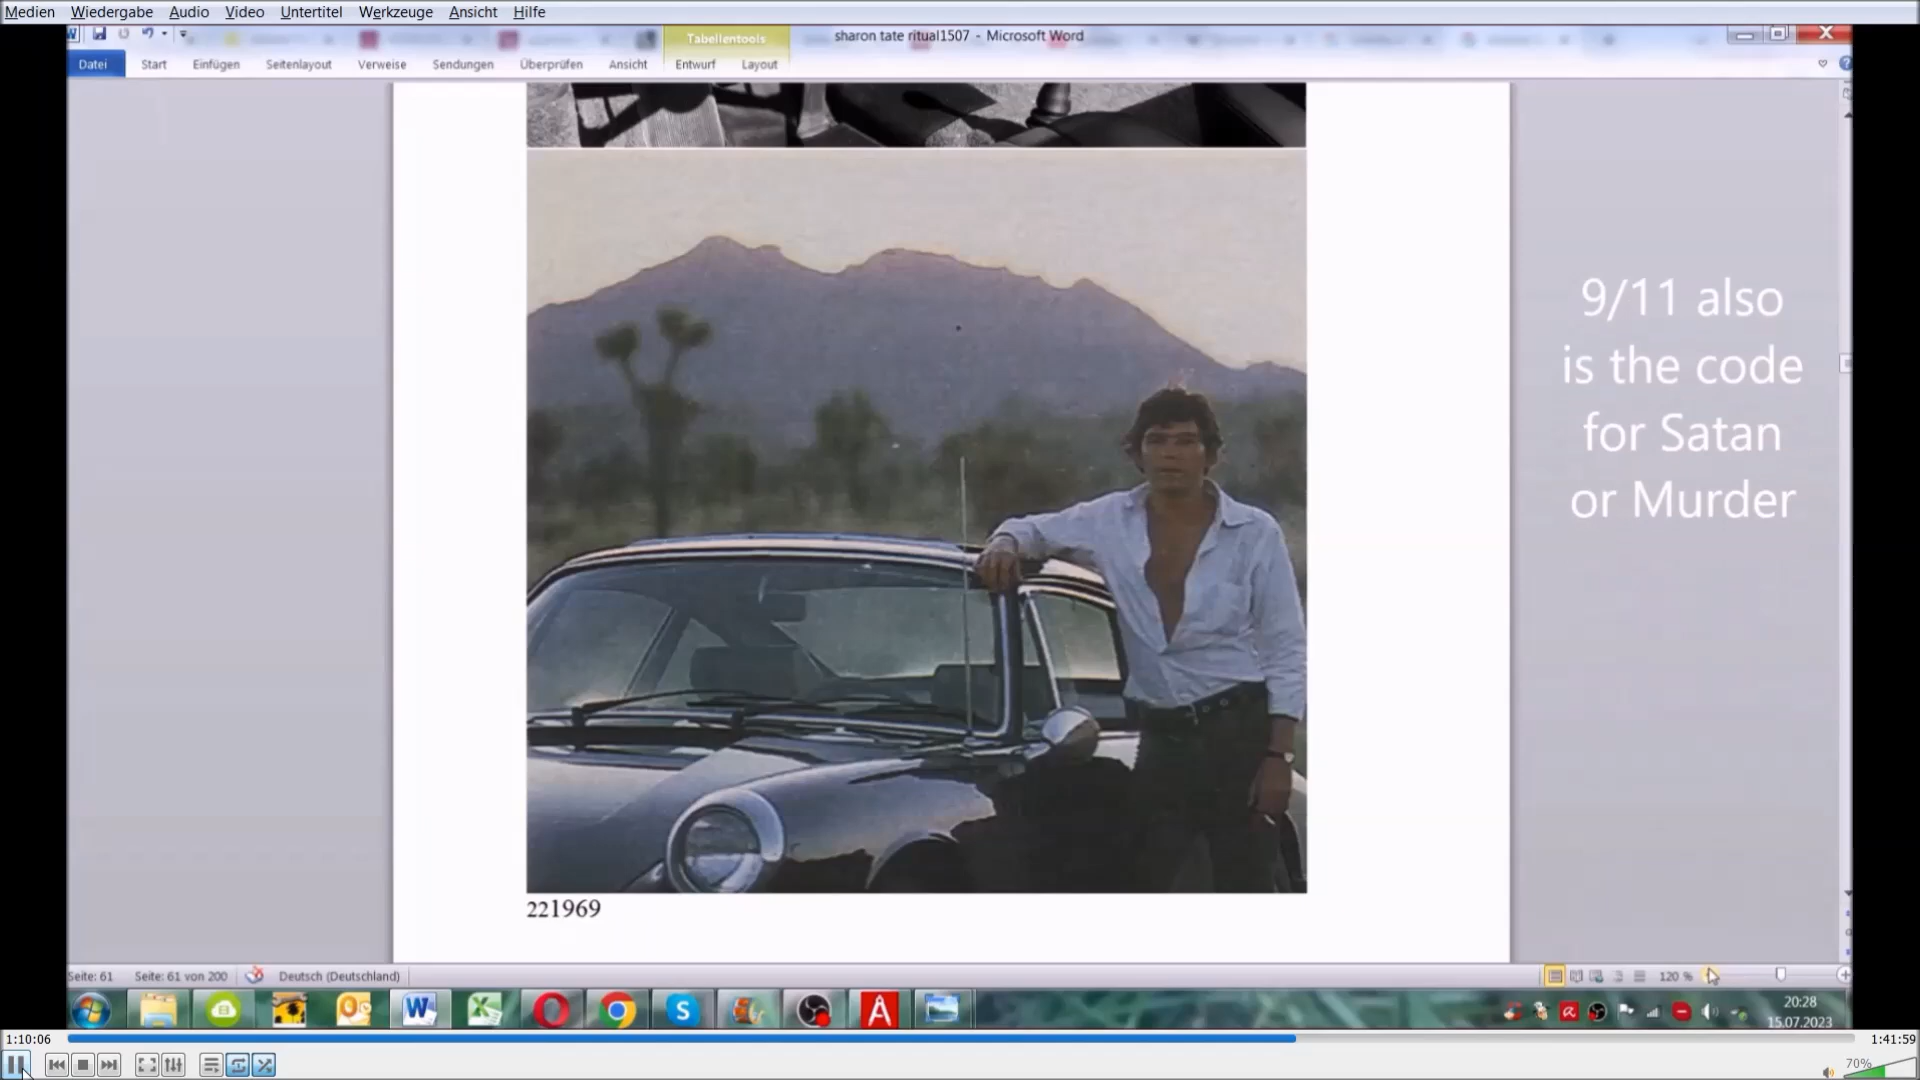 Medien Wiedergabe Audio Video Untertitel Werkzeuge Ansicht Hilfe
Tabellentools
sharon tate ritual1507 - Microsoft Word
Datei Start Einfügen Seitenlayout Verweise Sendungen Überprüfen Ansicht Entwurf Layout
9/11 also
is the code
for Satan
or Murder
221969
Seite: 61 Seite: 61 von 200 Deutsch (Deutschland) 120 %
20:28
15.07.2023
1:10:06 1:41:59
70%